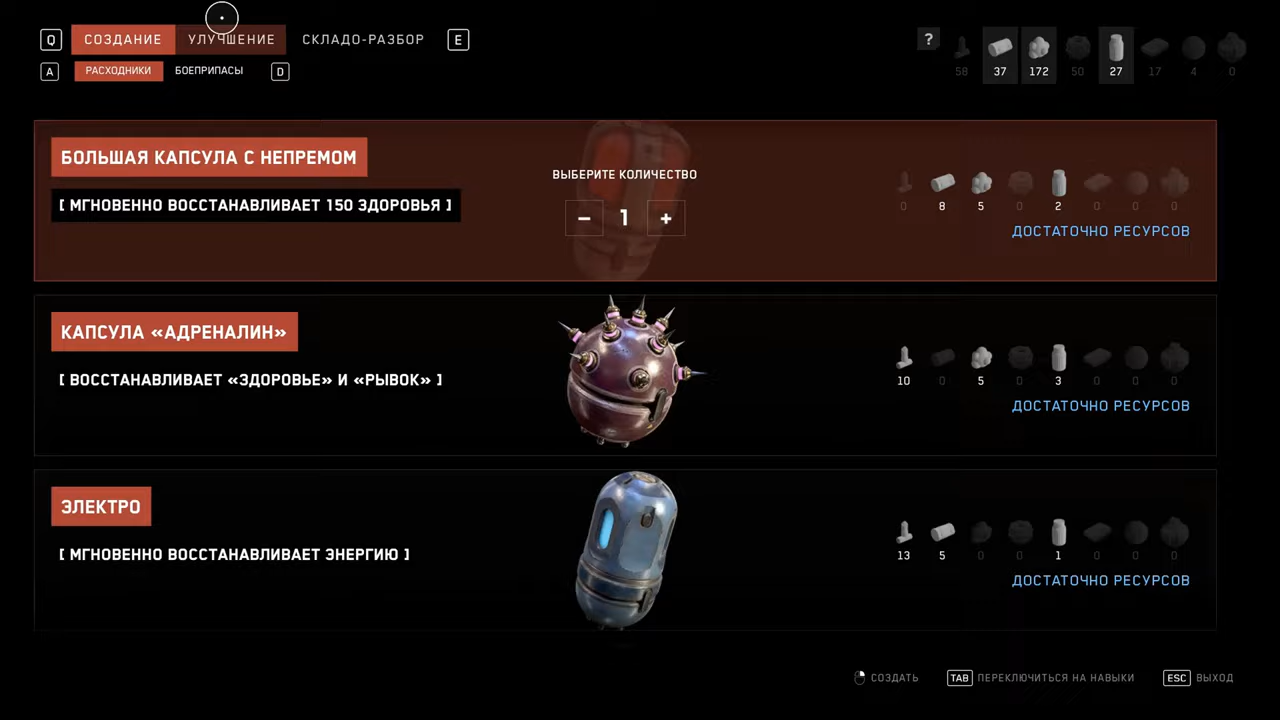 Q СОЗДАНИЕ УЛУЧШЕНИЕ СКЛАДО-РАЗБОР E
A РАСХОДНИКИ БОЕПРИПАСЫ D
? 58 37 172 50 27 17 4 0
БОЛЬШАЯ КАПСУЛА С НЕПРЕМОМ
[ МГНОВЕННО ВОССТАНАВЛИВАЕТ 150 ЗДОРОВЬЯ ]
ВЫБЕРИТЕ КОЛИЧЕСТВО
− 1 +
0 8 5 0 2 0 0 0
ДОСТАТОЧНО РЕСУРСОВ
КАПСУЛА «АДРЕНАЛИН»
[ ВОССТАНАВЛИВАЕТ «ЗДОРОВЬЕ» И «РЫВОК» ]
10 0 5 0 3 0 0 0
ДОСТАТОЧНО РЕСУРСОВ
ЭЛЕКТРО
[ МГНОВЕННО ВОССТАНАВЛИВАЕТ ЭНЕРГИЮ ]
13 5 0 0 1 0 0 0
ДОСТАТОЧНО РЕСУРСОВ
СОЗДАТЬ TAB ПЕРЕКЛЮЧИТЬСЯ НА НАВЫКИ ESC ВЫХОД